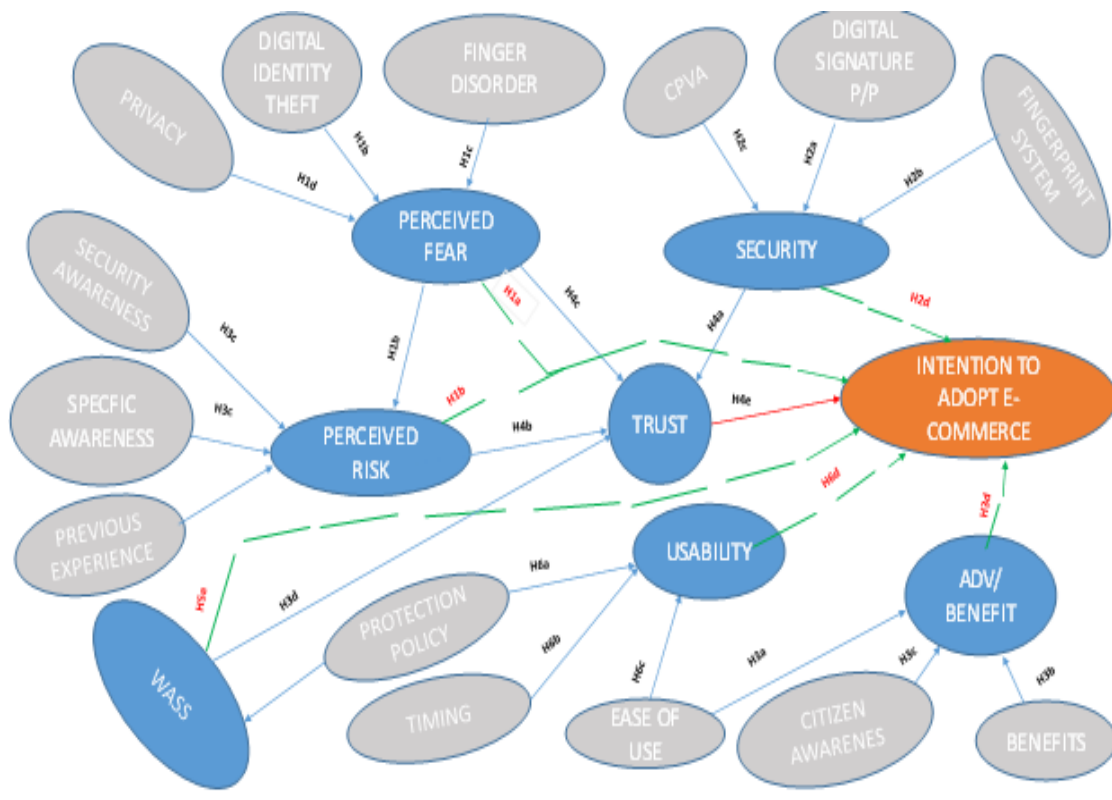 DIGITAL
IDENTITY
THEFT
FINGER
DISORDER
CPVA
DIGITAL
SIGNATURE
P/P
PRIVACY
FINGERPRINT
SYSTEM
H1b
H1c
H2c
H2a
H1d
H2b
PERCEIVED
FEAR
SECURITY
SECURITY
AWARENESS
H1a
H4c
H2d
H3c
H1b
H4a
H1b
INTENTION TO
ADOPT E-
COMMERCE
SPECFIC
AWARENESS
H3c
PERCEIVED
RISK
H4b
TRUST
H4e
PREVIOUS
EXPERIENCE
H6d
H3d
USABILITY
H6a
ADV/
BENEFIT
H5a
H3d
PROTECTION
POLICY
H6b
WASS
H6c
H3a
H3c
H3b
TIMING
EASE OF
USE
CITIZEN
AWARENES
BENEFITS